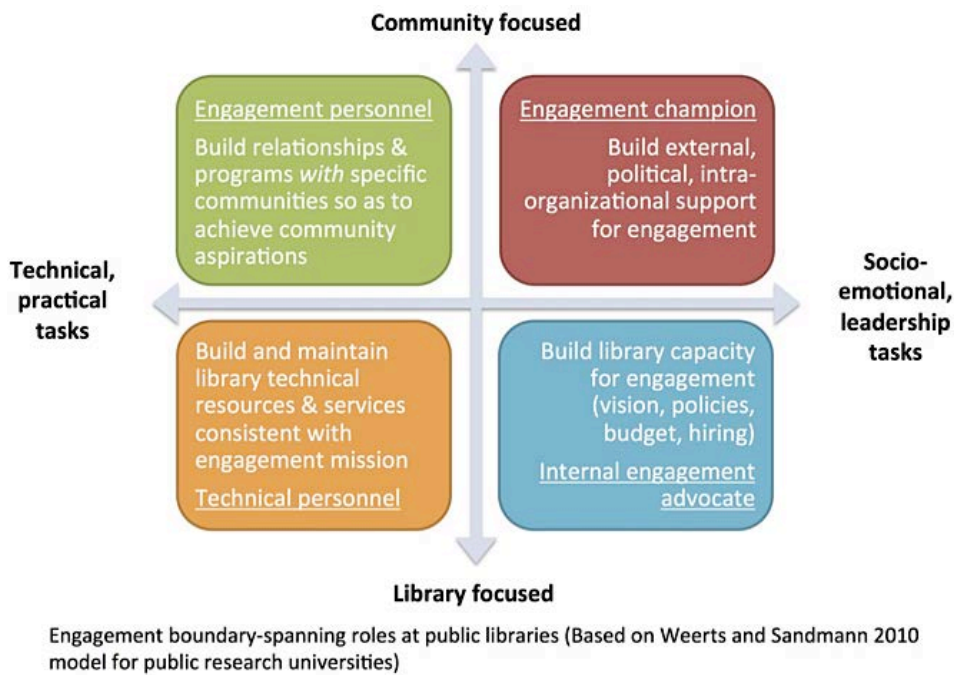 Community focused
Engagement personnel
Build relationships &
programs with specific
communities so as to
achieve community
aspirations
Engagement champion
Build external,
political, intra-
organizational support
for engagement
Technical,
practical
tasks
Socio-
emotional,
leadership
tasks
Build and maintain
library technical
resources & services
consistent with
engagement mission
Technical personnel
Build library capacity
for engagement
(vision, policies,
budget, hiring)
Internal engagement
advocate
Library focused
Engagement boundary-spanning roles at public libraries (Based on Weerts and Sandmann 2010
model for public research universities)